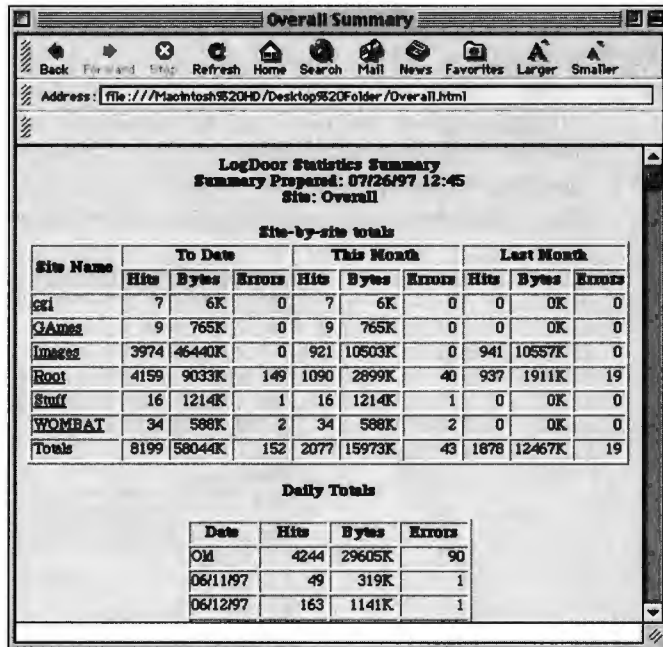 Overall Summary
Back Forward Stop Refresh Home Search Mail News Favorites Larger Smaller
Address: file:///Macintosh%20HD/Desktop%20Folder/Overall.html
LogDoor Statistics Summary
Summary Prepared: 07/26/97 12:45
Site: Overall
Site-by-site totals
Site Name To Date This Month Last Month
Hits Bytes Errors Hits Bytes Errors Hits Bytes Errors
cgi 7 6K 0 7 6K 0 0 0K 0
GAmes 9 765K 0 9 765K 0 0 0K 0
Images 3974 46440K 0 921 10503K 0 941 10557K 0
Root 4159 9033K 149 1090 2899K 40 937 1911K 19
Stuff 16 1214K 1 16 1214K 1 0 0K 0
WOMBAT 34 588K 2 34 588K 2 0 0K 0
Totals 8199 58044K 152 2077 15973K 43 1878 12467K 19
Daily Totals
Date Hits Bytes Errors
Old 4244 29605K 90
06/11/97 49 319K 1
06/12/97 163 1141K 1